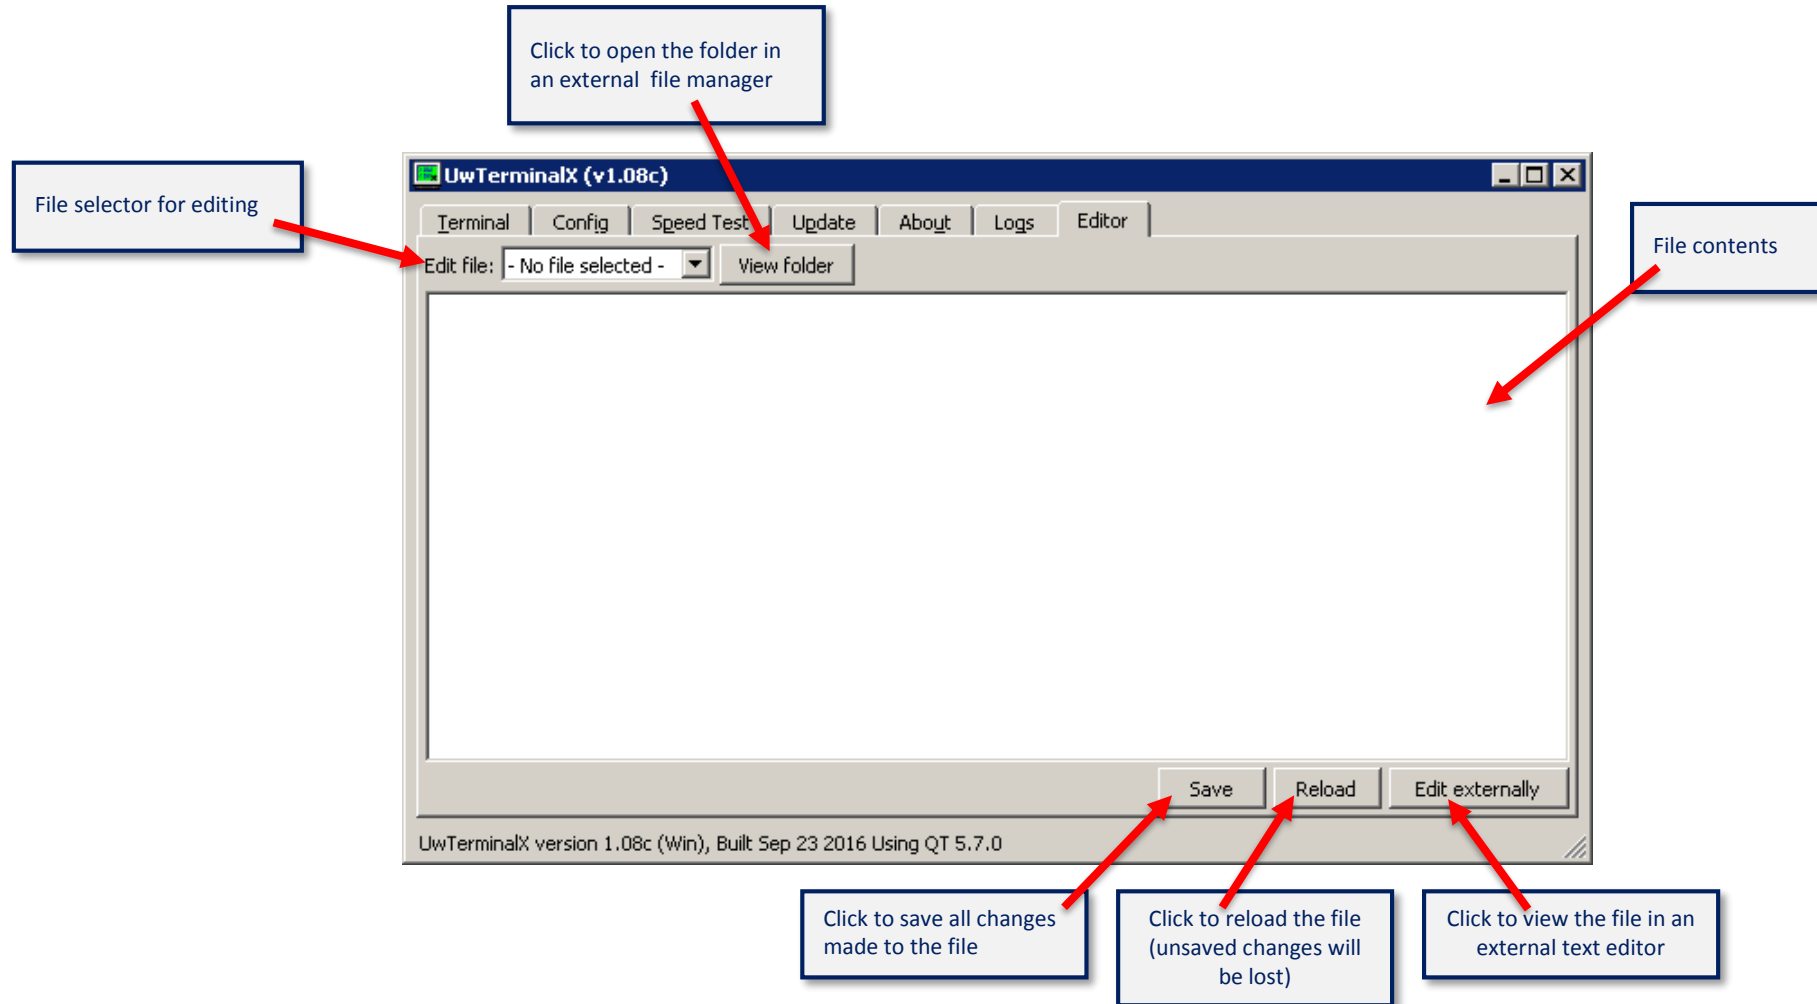 Click to open the folder in
an external file manager
File selector for editing
UwTerminalX (v1.08c)
Terminal Config Speed Test Update About Logs Editor
File contents
Edit file: - No file selected - View folder
Save Reload Edit externally
UwTerminalX version 1.08c (Win), Built Sep 23 2016 Using QT 5.7.0
Click to save all changes
made to the file
Click to reload the file
(unsaved changes will
be lost)
Click to view the file in an
external text editor